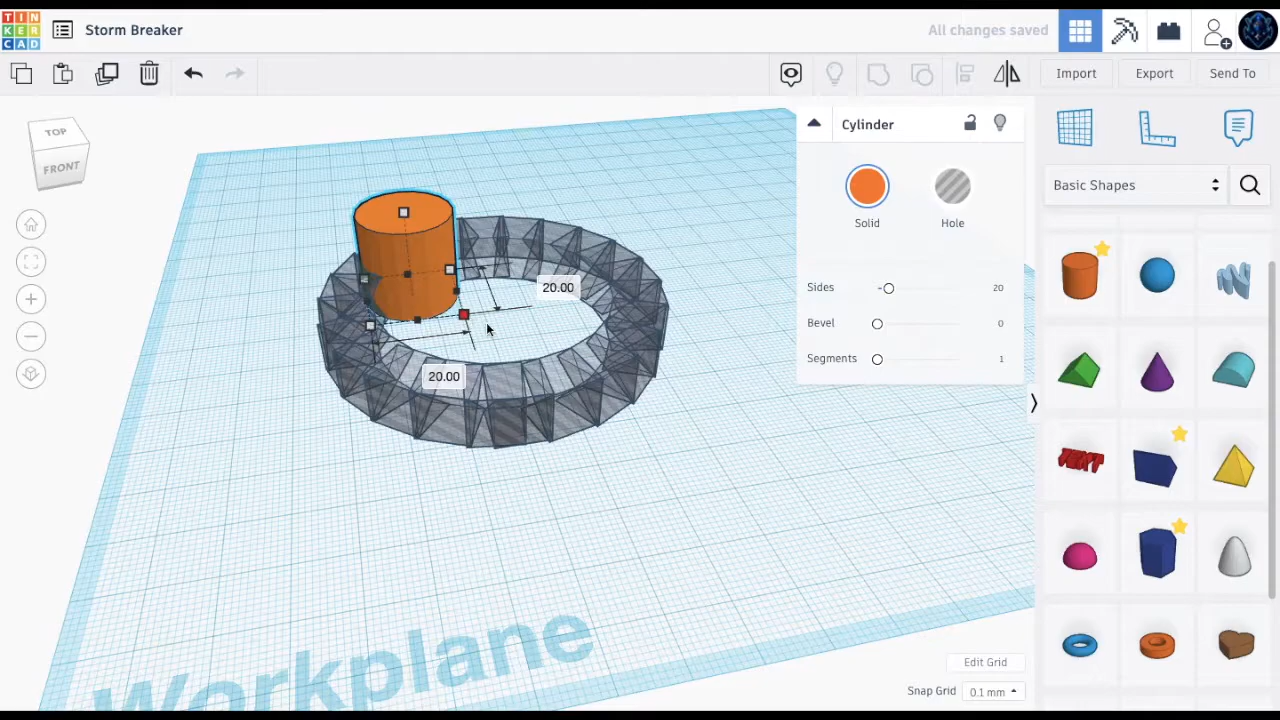 TIN
KER
CAD
Storm Breaker
All changes saved
Import
Export
Send To
TOP
FRONT
Cylinder
Solid
Hole
Sides
20
Bevel
0
Segments
1
Basic Shapes
TEXT
20.00
20.00
Workplane
Edit Grid
Snap Grid
0.1 mm